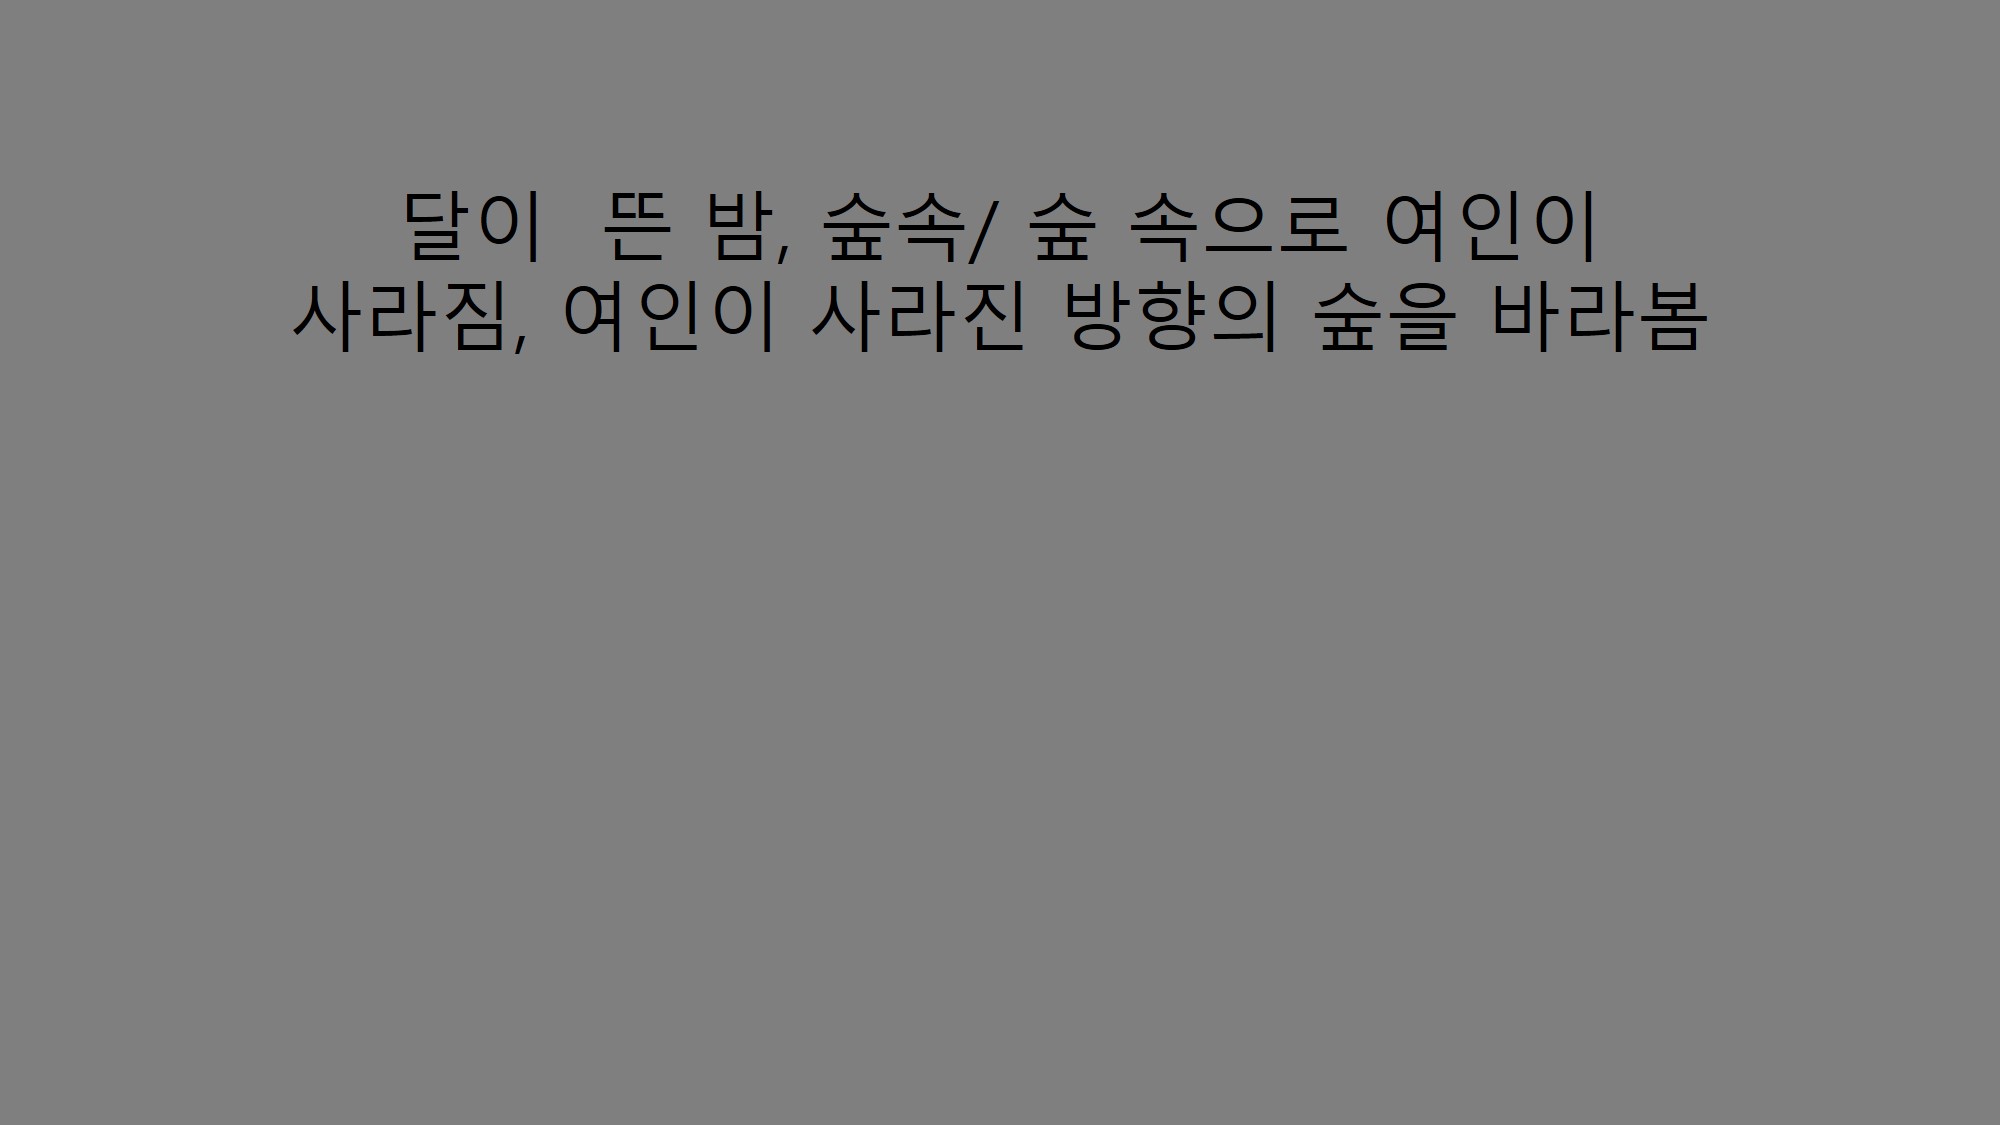 달이  뜬 밤, 숲속/ 숲 속으로 여인이
사라짐, 여인이 사라진 방향의 숲을 바라봄